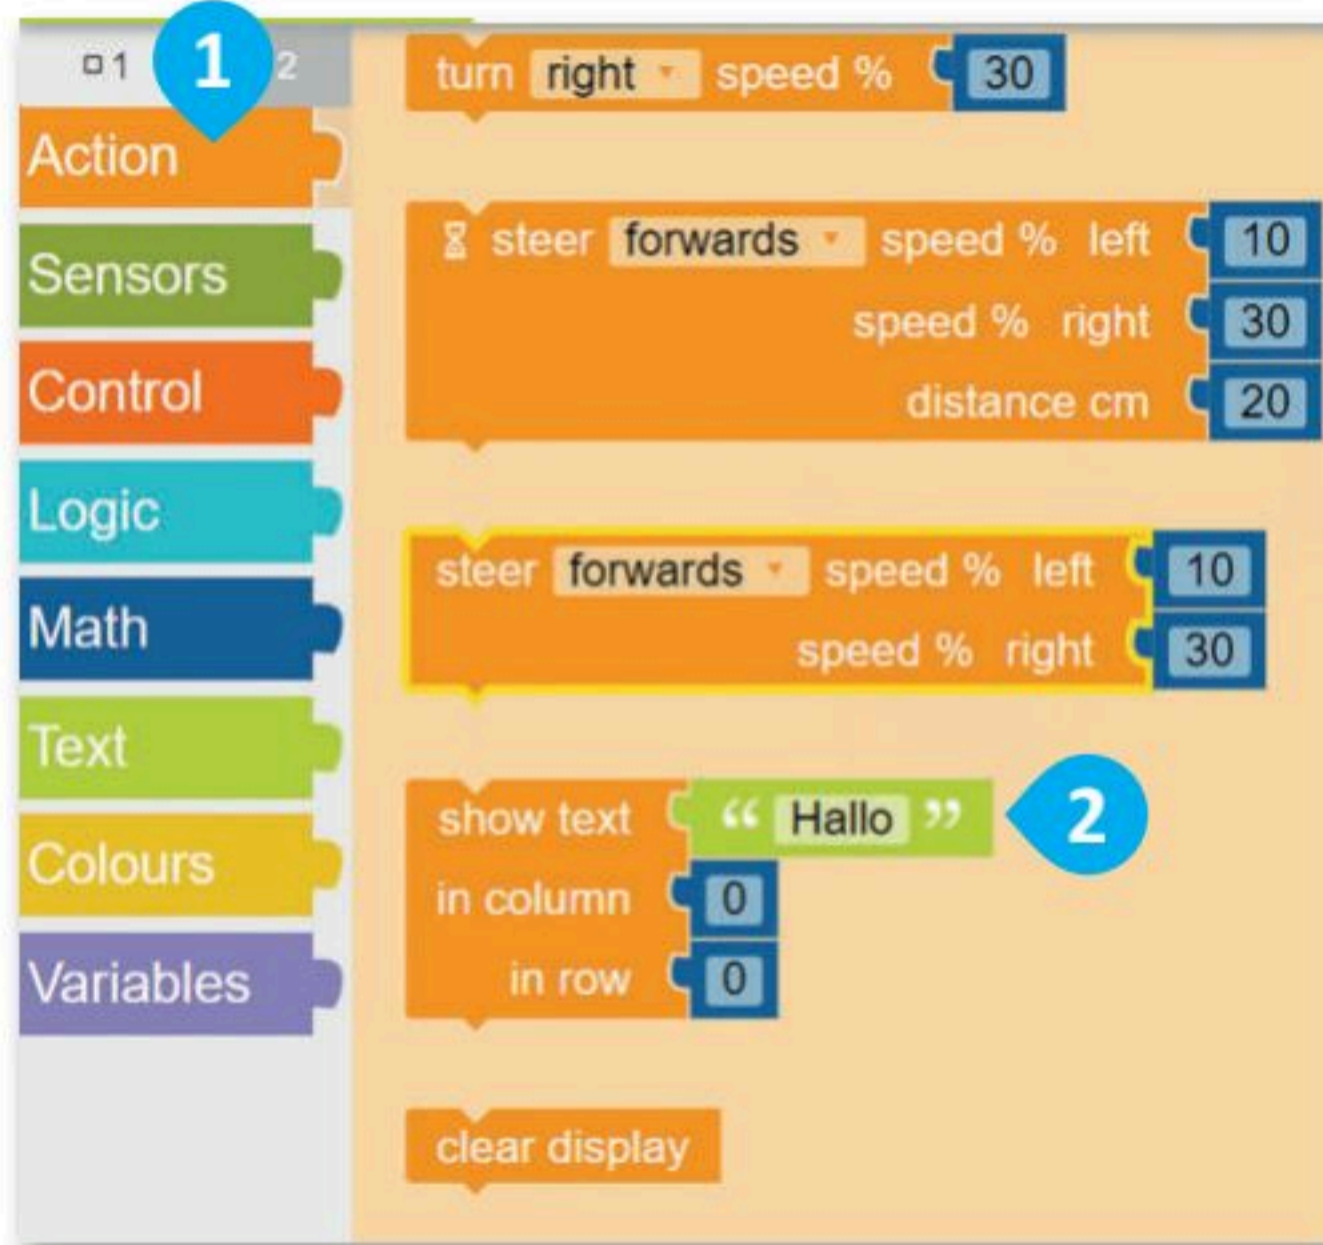 1
1
2
Action
Sensors
Control
Logic
Math
Text
Colours
Variables
turn right speed % 30
steer forwards speed % left 10
speed % right 30
distance cm 20
steer forwards speed % left 10
speed % right 30
show text “ Hallo ” 2
in column 0
in row 0
clear display